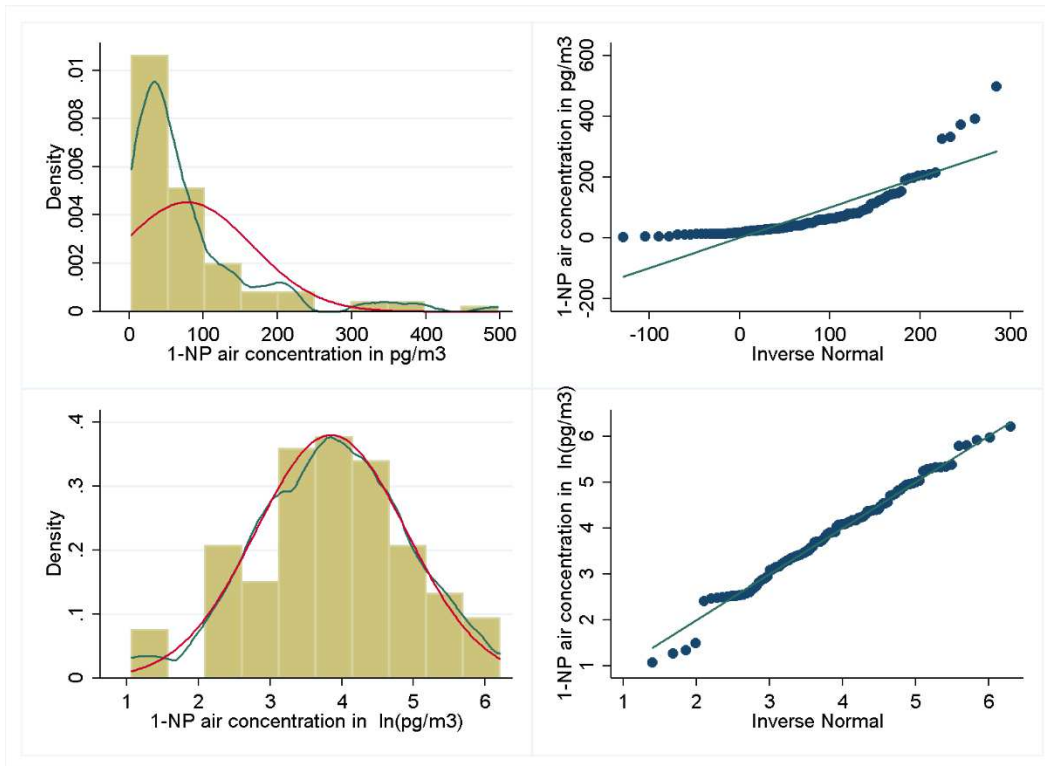 Density
.01
.008
.006
.004
.002
0
0 100 200 300 400 500
1-NP air concentration in pg/m3
1-NP air concentration in pg/m3
600
400
200
0
-200
-100 0 100 200 300
Inverse Normal
Density
.4
.3
.2
.1
0
1 2 3 4 5 6
1-NP air concentration in ln(pg/m3)
1-NP air concentration in ln(pg/m3)
6
5
4
3
2
1
1 2 3 4 5 6
Inverse Normal